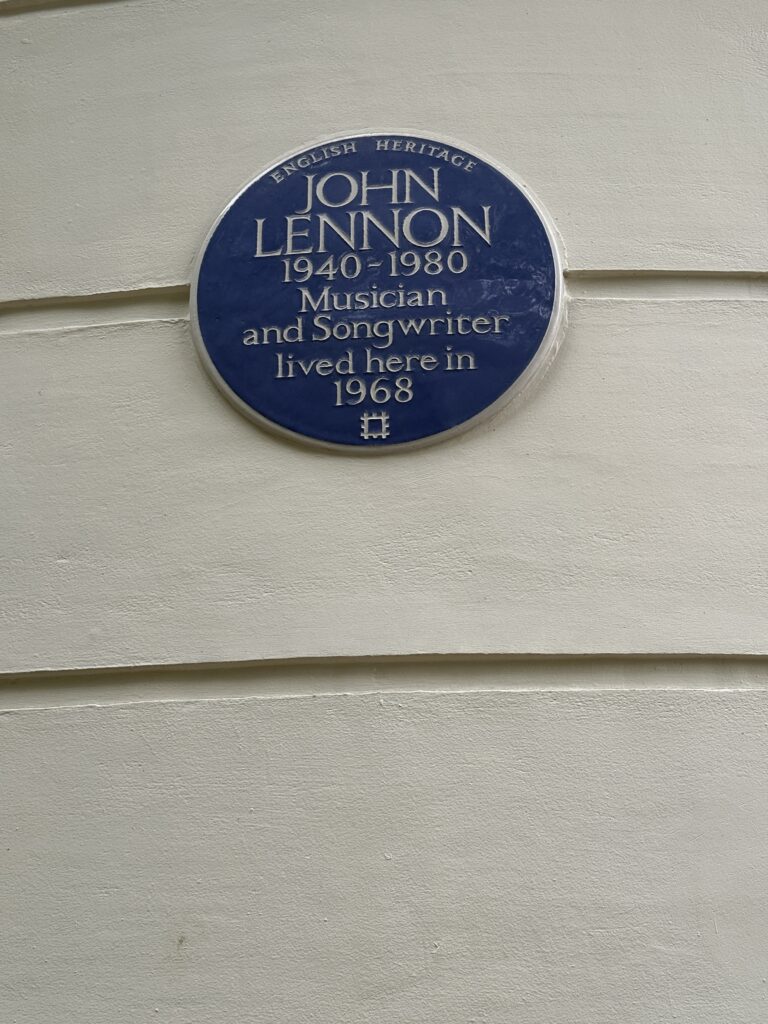 ENGLISH HERITAGE
JOHN
LENNON
1940-1980
Musician
and Songwriter
lived here in
1968